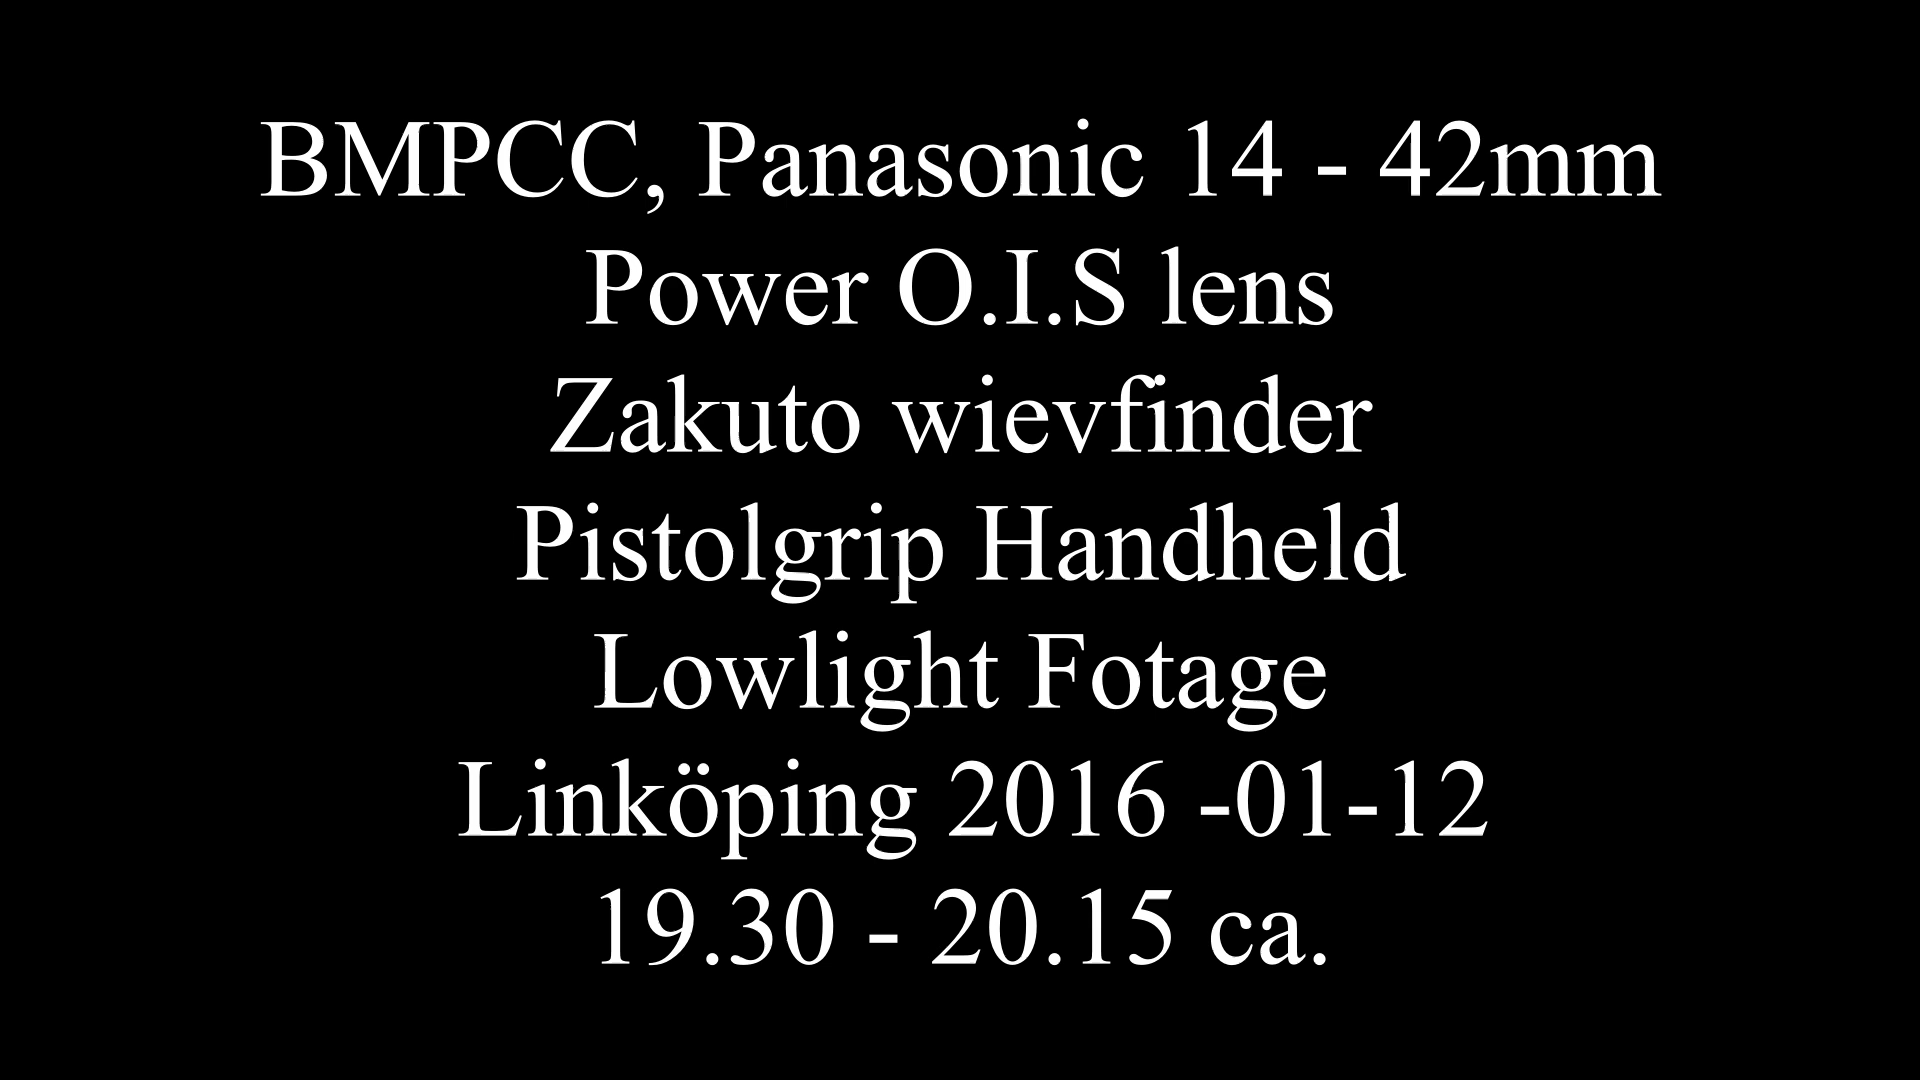 BMPCC, Panasonic 14 - 42mm
Power O.I.S lens
Zakuto wievfinder
Pistolgrip Handheld
Lowlight Fotage
Linköping 2016 -01-12
19.30 - 20.15 ca.